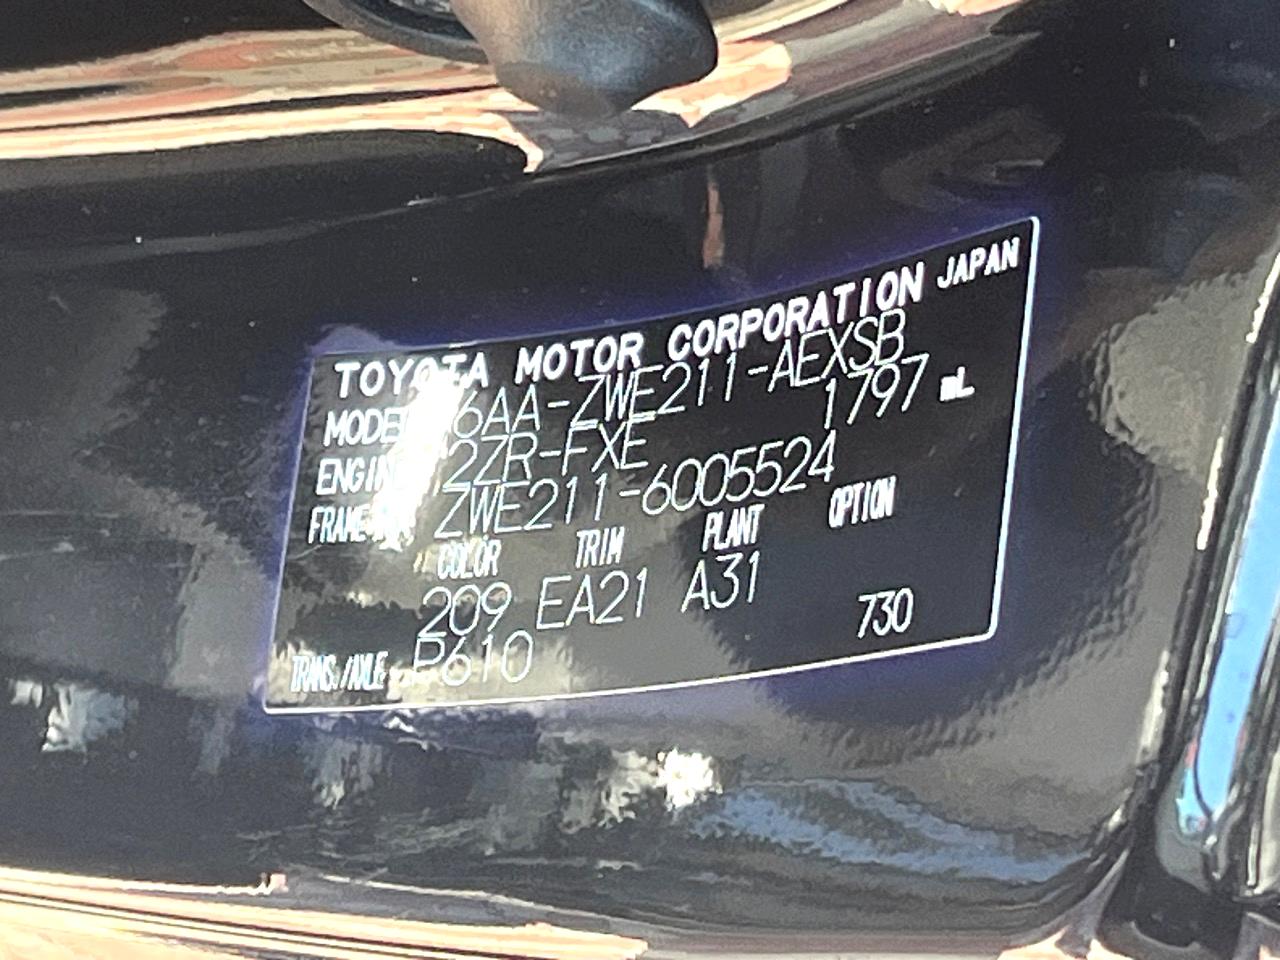 TOYOTA MOTOR CORPORATION JAPAN
MODEL 6AA-ZWE211-AEXSB
ENGINE 2ZR-FXE 1797 mL
FRAME No. ZWE211-6005524
COLOR TRIM PLANT OPTION
209 EA21 A31
TRANS./AXLE P610 730